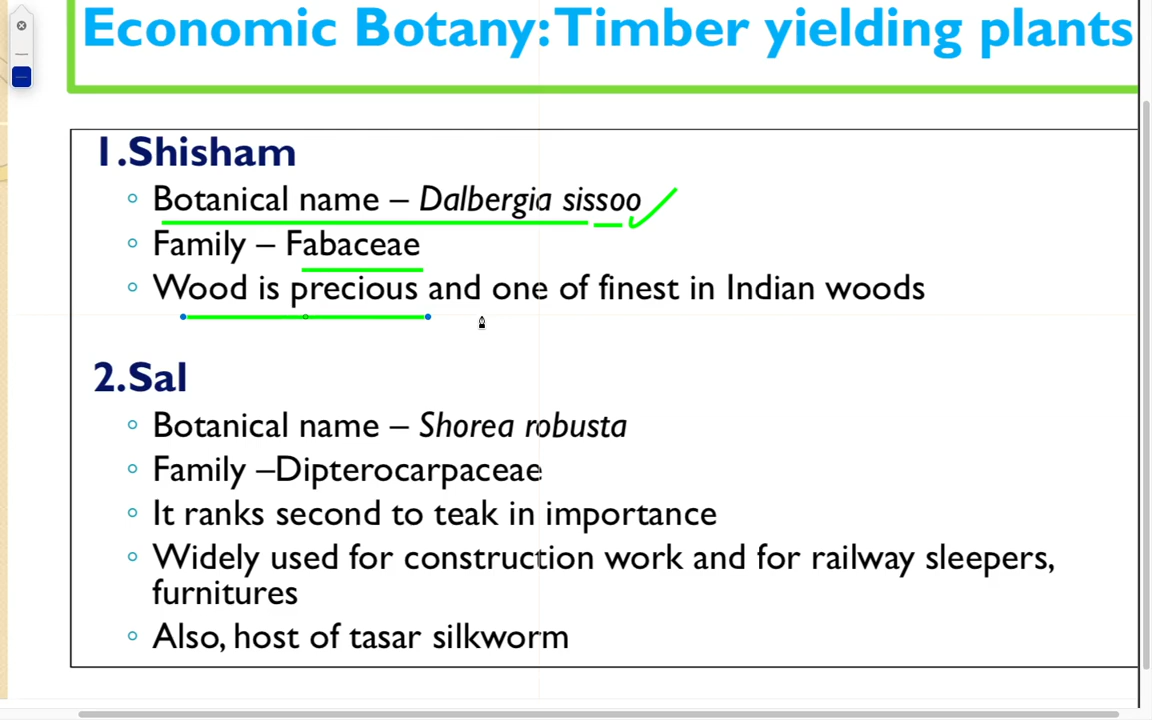 Economic Botany: Timber yielding plants
1.Shisham
Botanical name – Dalbergia sissoo
Family – Fabaceae
Wood is precious and one of finest in Indian woods
2.Sal
Botanical name – Shorea robusta
Family –Dipterocarpaceae
It ranks second to teak in importance
Widely used for construction work and for railway sleepers,
furnitures
Also, host of tasar silkworm